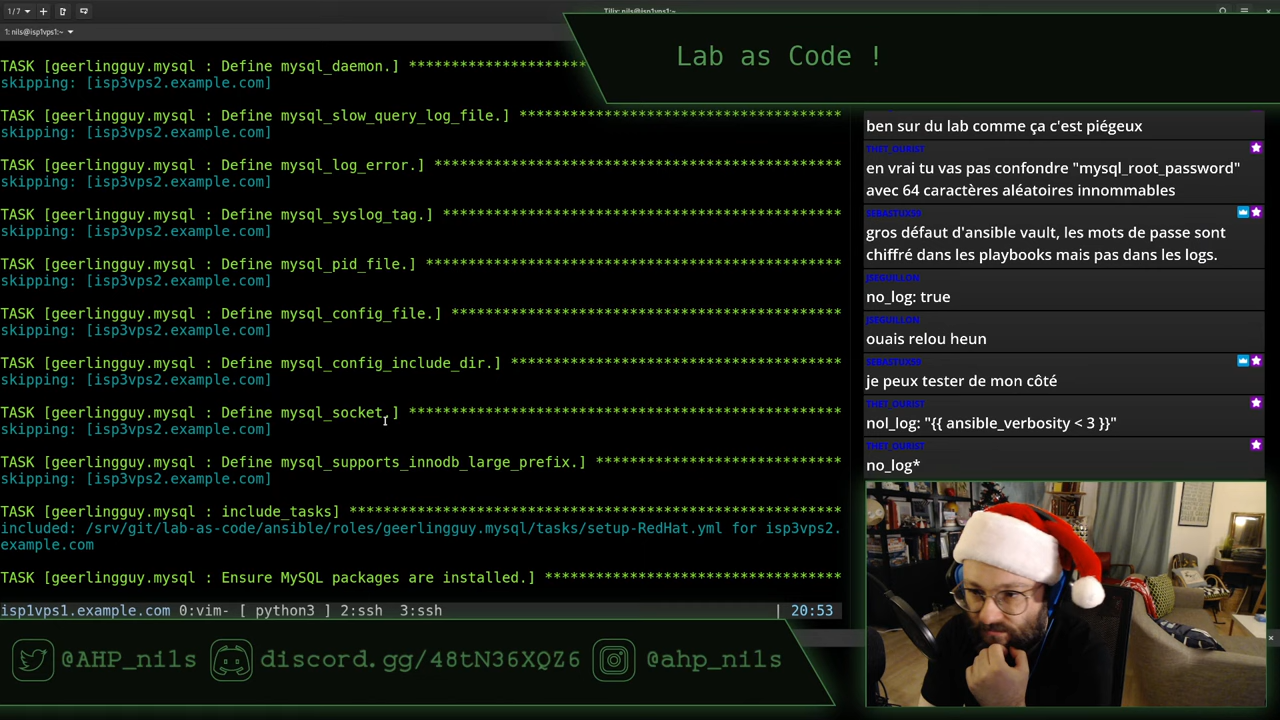 1/7
Tilix: nils@isp1vps1:~
1: nils@isp1vps1:~
Lab as Code !
TASK [geerlingguy.mysql : Define mysql_daemon.] *********************
skipping: [isp3vps2.example.com]
TASK [geerlingguy.mysql : Define mysql_slow_query_log_file.] ***************************************
skipping: [isp3vps2.example.com]
TASK [geerlingguy.mysql : Define mysql_log_error.] ************************************************
skipping: [isp3vps2.example.com]
TASK [geerlingguy.mysql : Define mysql_syslog_tag.] ***********************************************
skipping: [isp3vps2.example.com]
TASK [geerlingguy.mysql : Define mysql_pid_file.] *************************************************
skipping: [isp3vps2.example.com]
TASK [geerlingguy.mysql : Define mysql_config_file.] **********************************************
skipping: [isp3vps2.example.com]
TASK [geerlingguy.mysql : Define mysql_config_include_dir.] ***************************************
skipping: [isp3vps2.example.com]
TASK [geerlingguy.mysql : Define mysql_socket.] ***************************************************
skipping: [isp3vps2.example.com]
TASK [geerlingguy.mysql : Define mysql_supports_innodb_large_prefix.] *****************************
skipping: [isp3vps2.example.com]
TASK [geerlingguy.mysql : include_tasks] **********************************************************
included: /srv/git/lab-as-code/ansible/roles/geerlingguy.mysql/tasks/setup-RedHat.yml for isp3vps2.
example.com
TASK [geerlingguy.mysql : Ensure MySQL packages are installed.] ***********************************
isp1vps1.example.com 0:vim- [ python3 ] 2:ssh 3:ssh | 20:53
ben sur du lab comme ça c'est piégeux
THET_OURIST
en vrai tu vas pas confondre "mysql_root_password"
avec 64 caractères aléatoires innommables
SEBASTUX59
gros défaut d'ansible vault, les mots de passe sont
chiffré dans les playbooks mais pas dans les logs.
JSEGUILLON
no_log: true
JSEGUILLON
ouais relou heun
SEBASTUX59
je peux tester de mon côté
THET_OURIST
nol_log: "{{ ansible_verbosity < 3 }}"
THET_OURIST
no_log*
@AHP_nils discord.gg/48tN36XQZ6 @ahp_nils